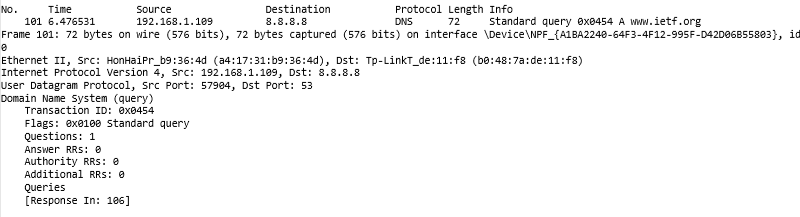 No. Time Source Destination Protocol Length Info
101 6.476531 192.168.1.109 8.8.8.8 DNS 72 Standard query 0x0454 A www.ietf.org
Frame 101: 72 bytes on wire (576 bits), 72 bytes captured (576 bits) on interface \Device\NPF_{A1BA2240-64F3-4F12-995F-D42D06B55803}, id
0
Ethernet II, Src: HonHaiPr_b9:36:4d (a4:17:31:b9:36:4d), Dst: Tp-LinkT_de:11:f8 (b0:48:7a:de:11:f8)
Internet Protocol Version 4, Src: 192.168.1.109, Dst: 8.8.8.8
User Datagram Protocol, Src Port: 57904, Dst Port: 53
Domain Name System (query)
Transaction ID: 0x0454
Flags: 0x0100 Standard query
Questions: 1
Answer RRs: 0
Authority RRs: 0
Additional RRs: 0
Queries
[Response In: 106]